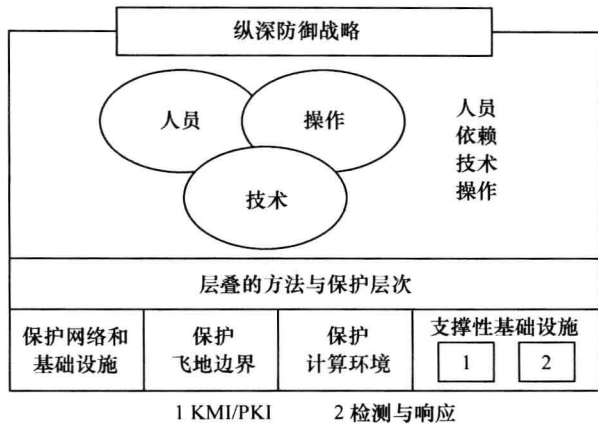 纵深防御战略
人员
操作
技术
人员
依赖
技术
操作
层叠的方法与保护层次
保护网络和
基础设施
保护
飞地边界
保护
计算环境
支撑性基础设施
1
2
1 KMI/PKI
2 检测与响应